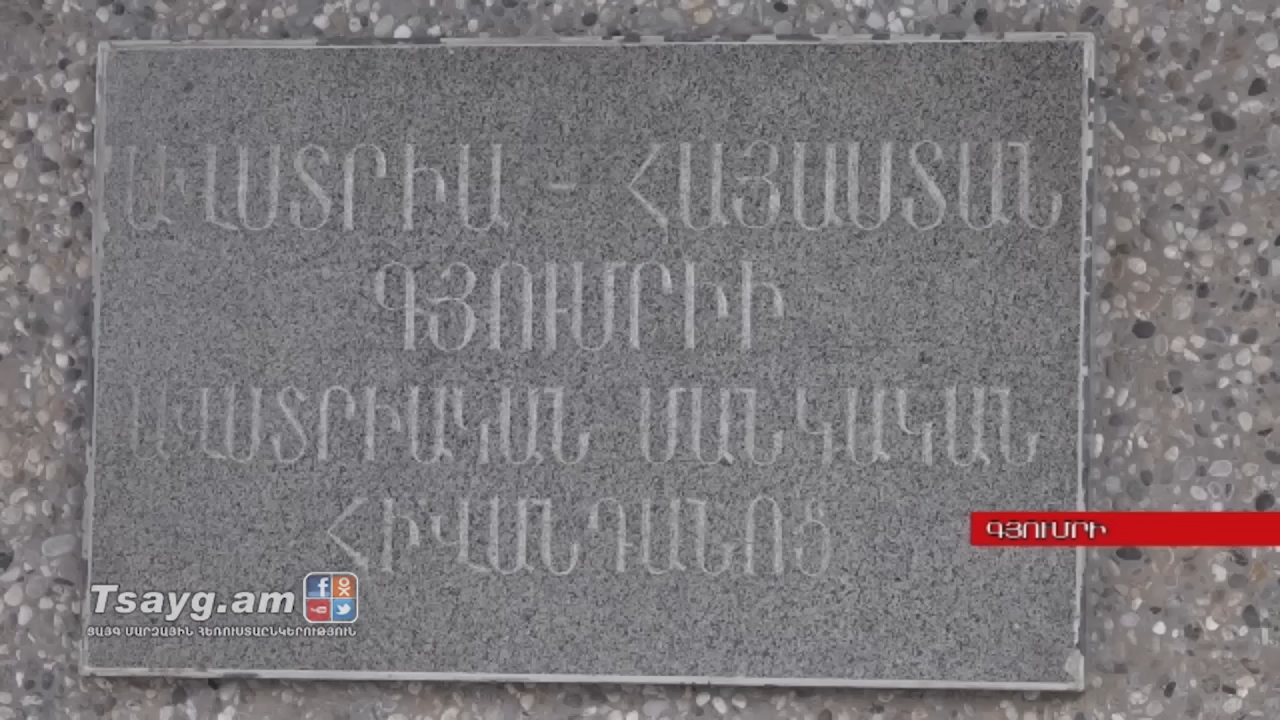 ԱՎՍՏՐԻԱ - ՀԱՅԱՍՏԱՆ
ԳՅՈՒՄՐԻԻ
ԱՎՍՏՐԻԱԿԱՆ ՄԱՆԿԱԿԱՆ
ՀԻՎԱՆԴԱՆՈՑ
ԳՅՈՒՄՐԻ
Tsayg.am
ՑԱՅԳ ՄԱՐԶԱՅԻՆ ՀԵՌՈՒՍՏԱԸՆԿԵՐՈՒԹՅՈՒՆ